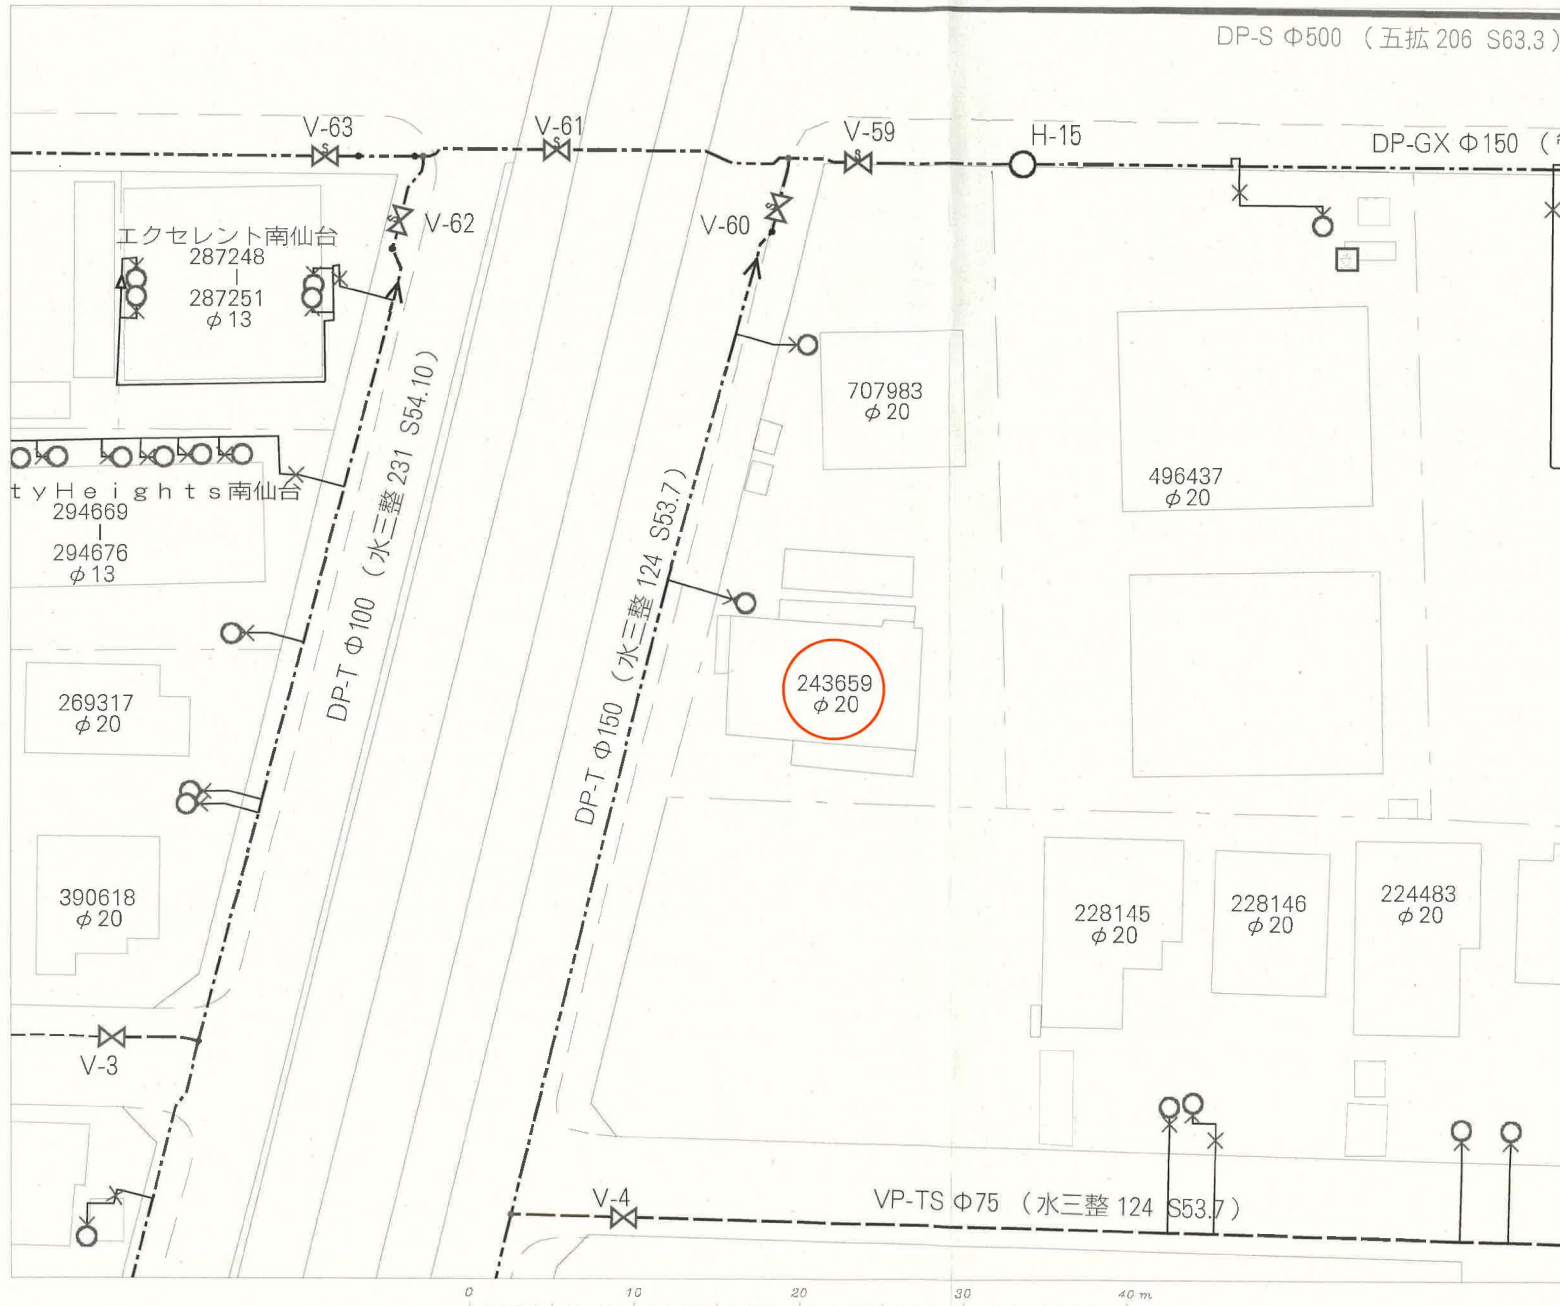 DP-S Φ500 （五拡 206 S63.3）
V-63
V-61
V-59
H-15
DP-GX Φ150 （
V-62
V-60
エクセレント南仙台
287248
|
287251
φ13
DP-T Φ100 （水三整 231 S54.10）
707983
φ20
496437
φ20
tyHeights南仙台
294669
|
294676
φ13
DP-T Φ150 （水三整 124 S53.7）
243659
φ20
269317
φ20
390618
φ20
228145
φ20
228146
φ20
224483
φ20
V-3
V-4
VP-TS Φ75 （水三整 124 S53.7）
0 10 20 30 40 m